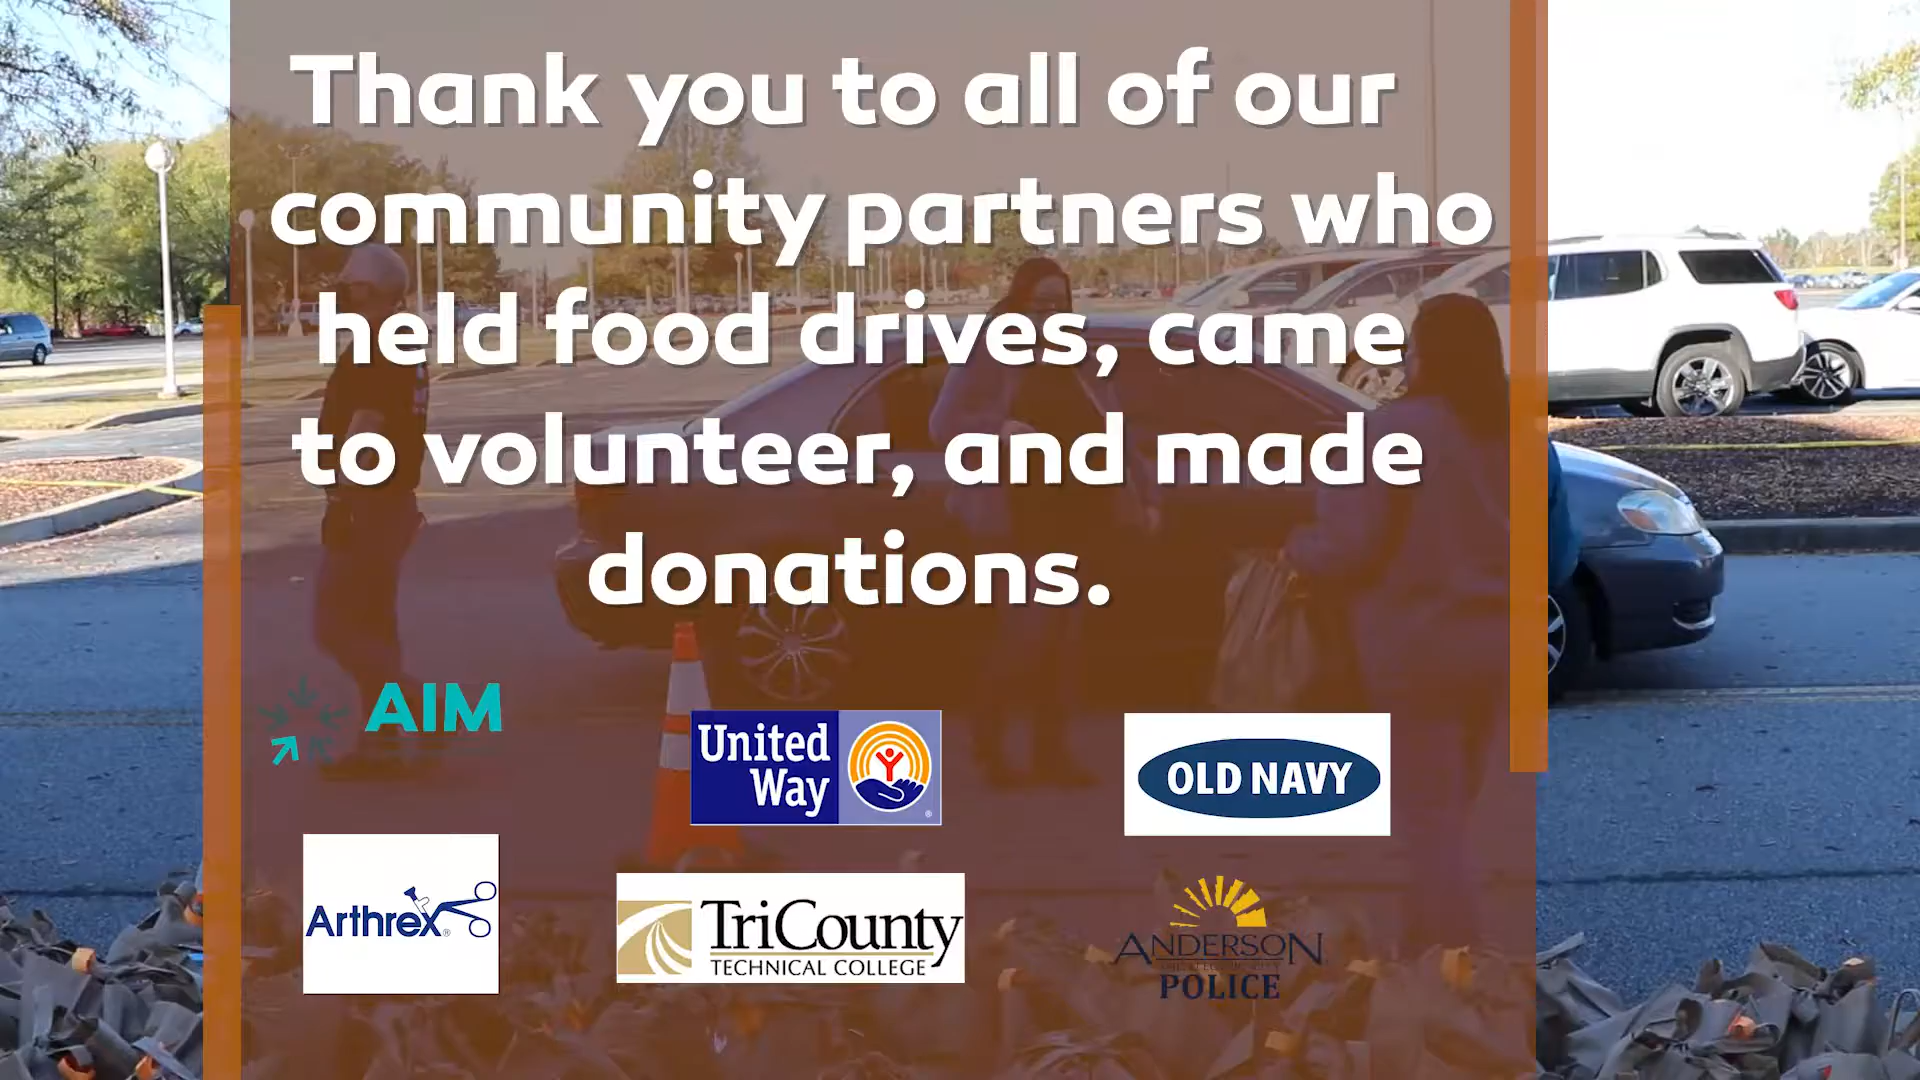 Thank you to all of our
community partners who
held food drives, came
to volunteer, and made
donations.
AIM
United
Way
®
OLD NAVY
Arthrex®
TriCounty
TECHNICAL COLLEGE
ANDERSON
POLICE